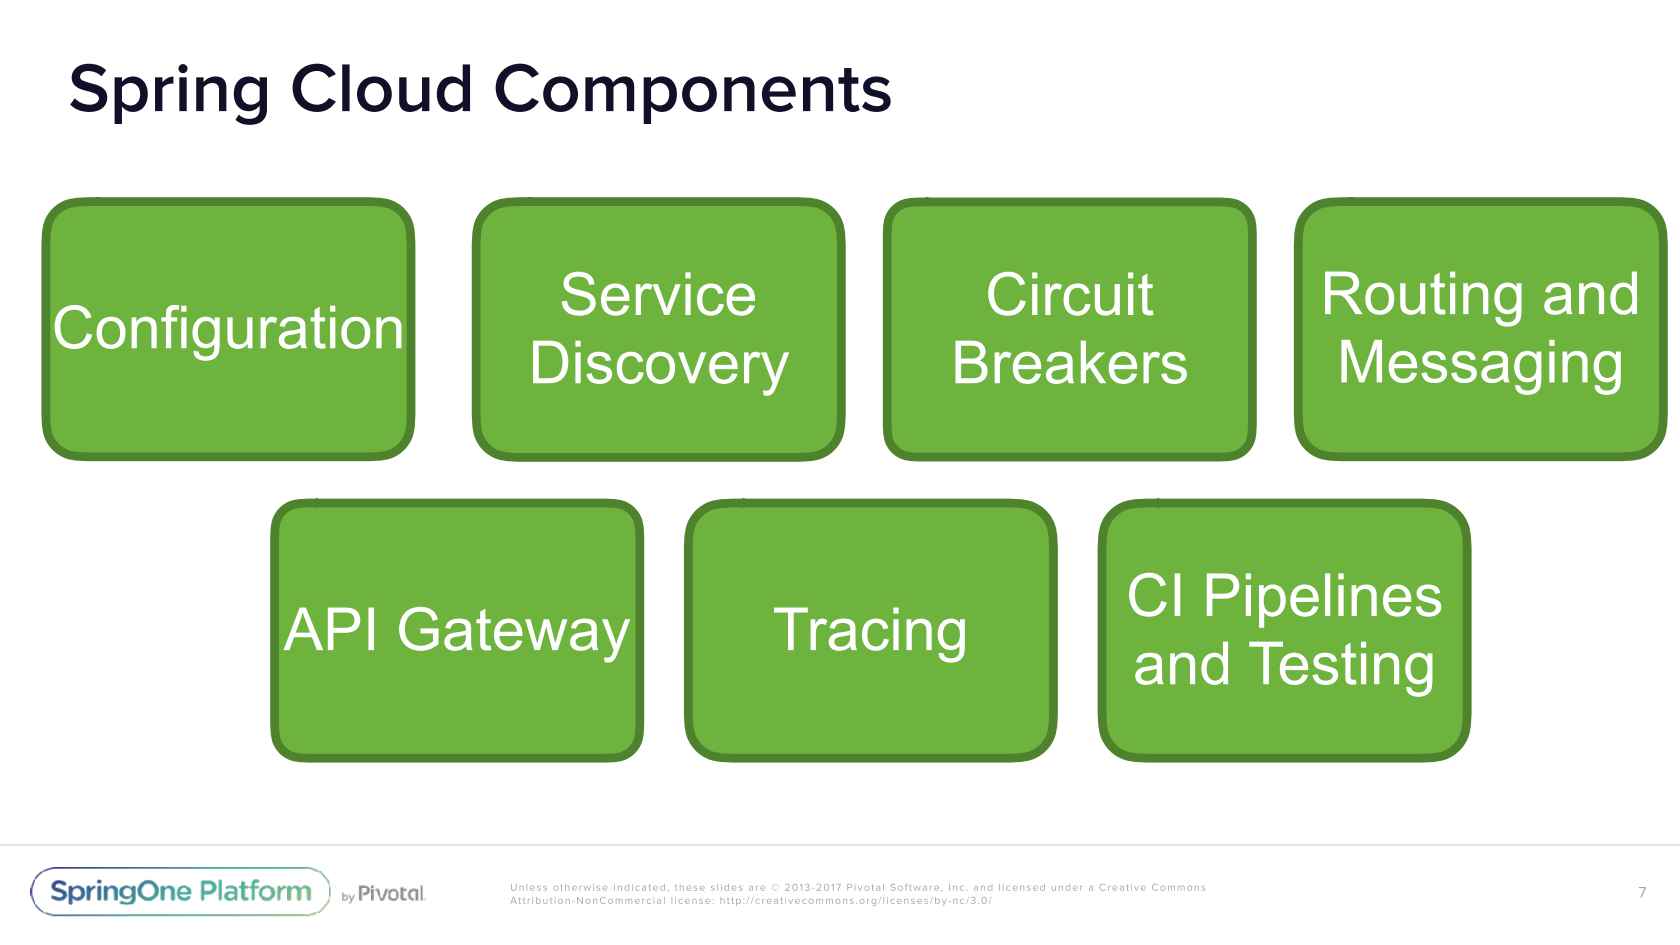 Spring Cloud Components
Configuration
Service
Discovery
Circuit
Breakers
Routing and
Messaging
API Gateway
Tracing
CI Pipelines
and Testing
SpringOne Platform
by Pivotal.
Unless otherwise indicated, these slides are © 2013-2017 Pivotal Software, Inc. and licensed under a Creative Commons
Attribution-NonCommercial license: http://creativecommons.org/licenses/by-nc/3.0/
7